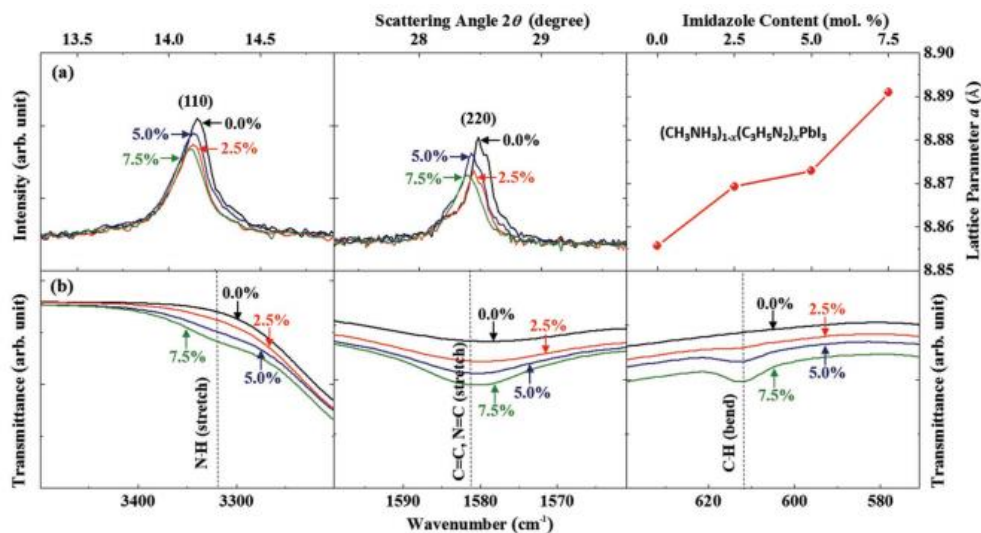 Scattering Angle 2θ (degree)
Imidazole Content (mol. %)
13.5 14.0 14.5 28 29 0.0 2.5 5.0 7.5
(a)
(110)
0.0%
5.0%
2.5%
7.5%
Intensity (arb. unit)
(220)
0.0%
5.0%
2.5%
7.5%
(CH3NH3)1-x(C3H5N2)xPbI3
8.90
8.89
8.88
8.87
8.86
8.85
Lattice Parameter a (Å)
(b)
0.0%
2.5%
7.5%
5.0%
N-H (stretch)
Transmittance (arb. unit)
0.0%
2.5%
5.0%
7.5%
C=C, N=C (stretch)
0.0%
2.5%
5.0%
7.5%
C-H (bend)
Transmittance (arb. unit)
3400 3300 1590 1580 1570 620 600 580
Wavenumber (cm-1)